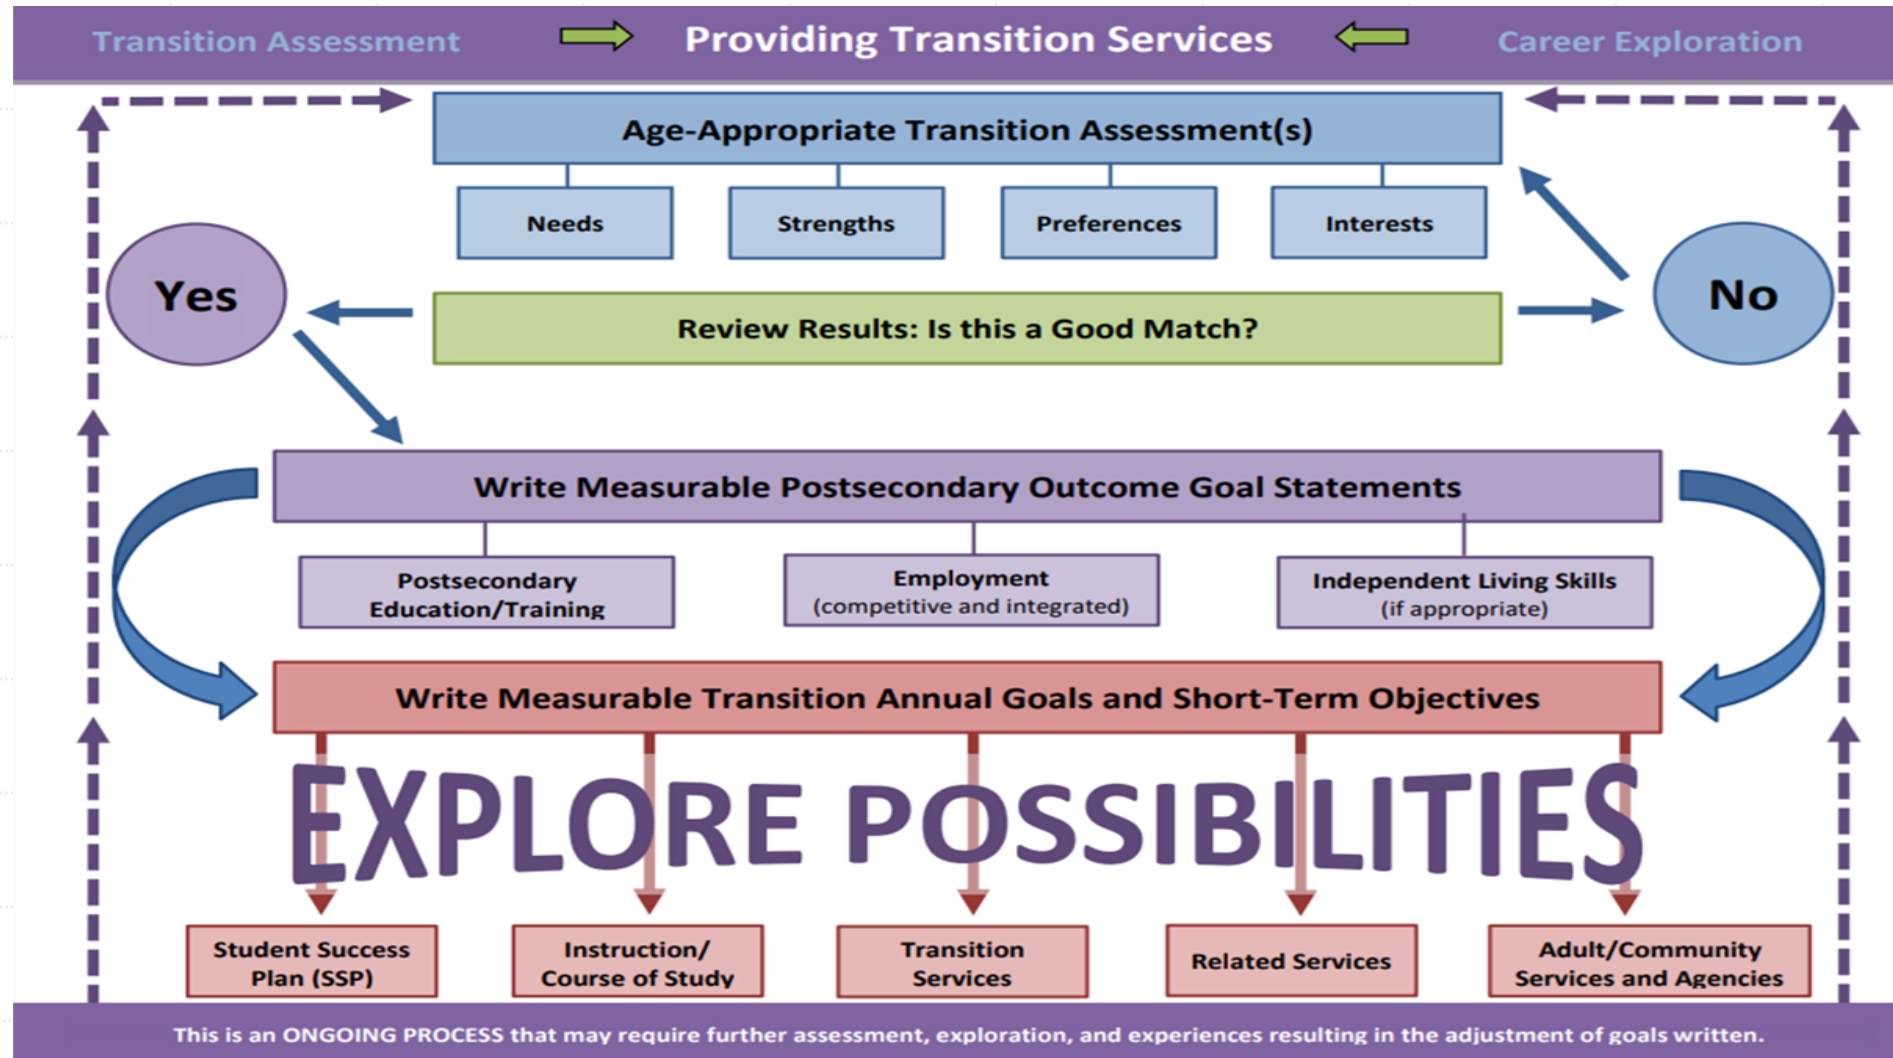 Transition Assessment
Providing Transition Services
Career Exploration
Age-Appropriate Transition Assessment(s)
Needs
Strengths
Preferences
Interests
Yes
No
Review Results: Is this a Good Match?
Write Measurable Postsecondary Outcome Goal Statements
Postsecondary
Education/Training
Employment
(competitive and integrated)
Independent Living Skills
(if appropriate)
Write Measurable Transition Annual Goals and Short-Term Objectives
EXPLORE POSSIBILITIES
Student Success
Plan (SSP)
Instruction/
Course of Study
Transition
Services
Related Services
Adult/Community
Services and Agencies
This is an ONGOING PROCESS that may require further assessment, exploration, and experiences resulting in the adjustment of goals written.